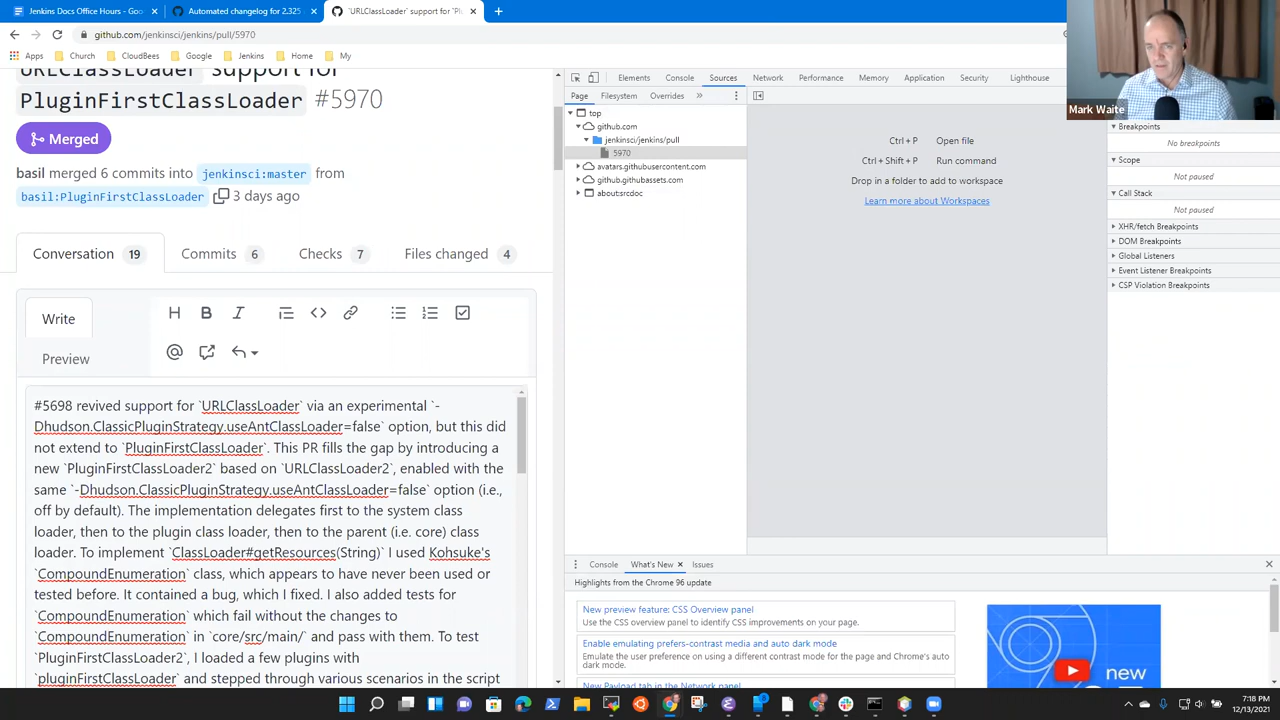 Jenkins Docs Office Hours - Goo
Automated changelog for 2.325
`URLClassLoader` support for `Pl
github.com/jenkinsci/jenkins/pull/5970
Apps
Church
CloudBees
Google
Jenkins
Home
My
URLClassLoader support for
PluginFirstClassLoader #5970
Merged
basil merged 6 commits into jenkinsci:master from
basil:PluginFirstClassLoader 3 days ago
Conversation 19
Commits 6
Checks 7
Files changed 4
Write
Preview
#5698 revived support for `URLClassLoader` via an experimental `-
Dhudson.ClassicPluginStrategy.useAntClassLoader=false` option, but this did
not extend to `PluginFirstClassLoader`. This PR fills the gap by introducing a
new `PluginFirstClassLoader2` based on `URLClassLoader2`, enabled with the
same `-Dhudson.ClassicPluginStrategy.useAntClassLoader=false` option (i.e.,
off by default). The implementation delegates first to the system class
loader, then to the plugin class loader, then to the parent (i.e. core) class
loader. To implement `ClassLoader#getResources(String)` I used Kohsuke's
`CompoundEnumeration` class, which appears to have never been used or
tested before. It contained a bug, which I fixed. I also added tests for
`CompoundEnumeration` which fail without the changes to
`CompoundEnumeration` in `core/src/main/` and pass with them. To test
`PluginFirstClassLoader2`, I loaded a few plugins with
`pluginFirstClassLoader` and stepped through various scenarios in the script
Elements
Console
Sources
Network
Performance
Memory
Application
Security
Lighthouse
Page
Filesystem
Overrides
top
github.com
jenkinsci/jenkins/pull
5970
avatars.githubusercontent.com
github.githubassets.com
about:srcdoc
Ctrl + P Open file
Ctrl + Shift + P Run command
Drop in a folder to add to workspace
Learn more about Workspaces
Mark Waite
Breakpoints
No breakpoints
Scope
Not paused
Call Stack
Not paused
XHR/fetch Breakpoints
DOM Breakpoints
Global Listeners
Event Listener Breakpoints
CSP Violation Breakpoints
Console
What's New
Issues
Highlights from the Chrome 96 update
New preview feature: CSS Overview panel
Use the CSS overview panel to identify CSS improvements on your page.
Enable emulating prefers-contrast media and auto dark mode
Emulate the user preference on using a different contrast mode for the page and Chrome's auto
dark mode.
New Payload tab in the Network panel
new
7:18 PM
12/13/2021